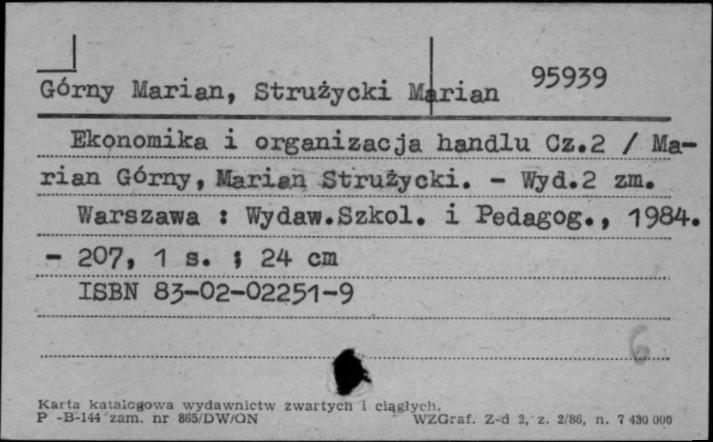 Górny Marian, Strużycki Marian 95939
Ekonomika i organizacja handlu Cz.2 / Ma-
rian Górny, Marian Strużycki. - Wyd.2 zm.
Warszawa : Wydaw.Szkol. i Pedagog., 1984.
- 207, 1 s. ; 24 cm
ISBN 83-02-02251-9
6
Karta katalogowa wydawnictw zwartych i ciągłych.
P -B-144 zam. nr 865/DW/ON WZGraf. Z-d 2, z. 2/86, n. 7 430 000